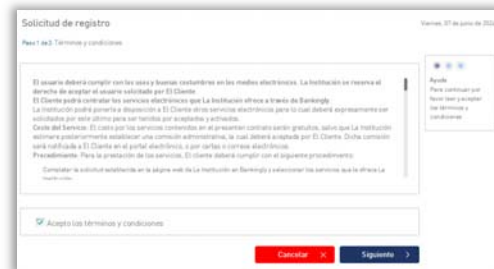 Solicitud de registro
Viernes, 07 de junio de 202
Paso 1 de 3: Términos y condiciones
El usuario deberá cumplir con los usos y buenas costumbres en los medios electrónicos. La Institución se reserva el
derecho de aceptar el usuario solicitado por El Cliente
El Cliente podrá contratar los servicios electrónicos que La Institución ofrece a través de Bankingly
La Institución podrá ponerle a disposición a El Cliente otros servicios electrónicos para lo cual deberá expresamente ser
solicitados por este último para ser tenidos por aceptados y activados.
Costo del Servicio: El costo por los servicios contenidos en el presente contrato serán gratuitos, salvo que La Institución
estimare posteriormente establecer una comisión administrativa, la cual deberá aceptada por El Cliente. Dicha comisión
será notificada a El Cliente en el portal electrónico, o por cartas o correos electrónicos.
Procedimiento: Para la prestación de los servicios, El cliente deberá cumplir con el siguiente procedimiento:
Completar la solicitud establecida en la página web de La Institución en Bankingly y seleccionar los servicios que le ofrece La
Ayuda
Para continuar por
favor leer y aceptar
los términos y
condiciones
Acepto los términos y condiciones
Cancelar
Siguiente